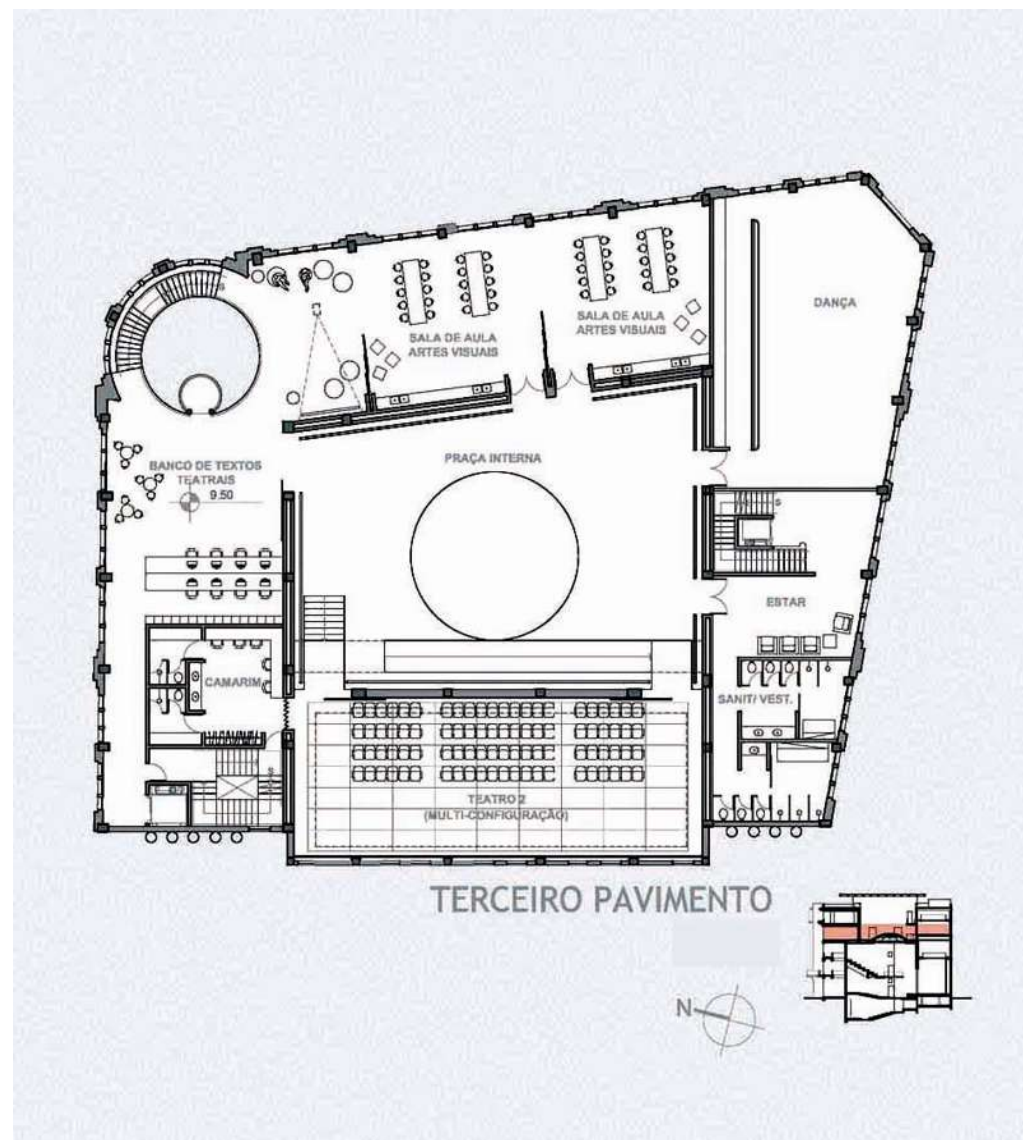 SALA DE AULA
ARTES VISUAIS
SALA DE AULA
ARTES VISUAIS
DANÇA
S
BANCO DE TEXTOS
TEATRAIS
9.50
PRAÇA INTERNA
S
ESTAR
CAMARIM
SANIT/ VEST.
TEATRO 2
(MULTI-CONFIGURAÇÃO)
TERCEIRO PAVIMENTO
N